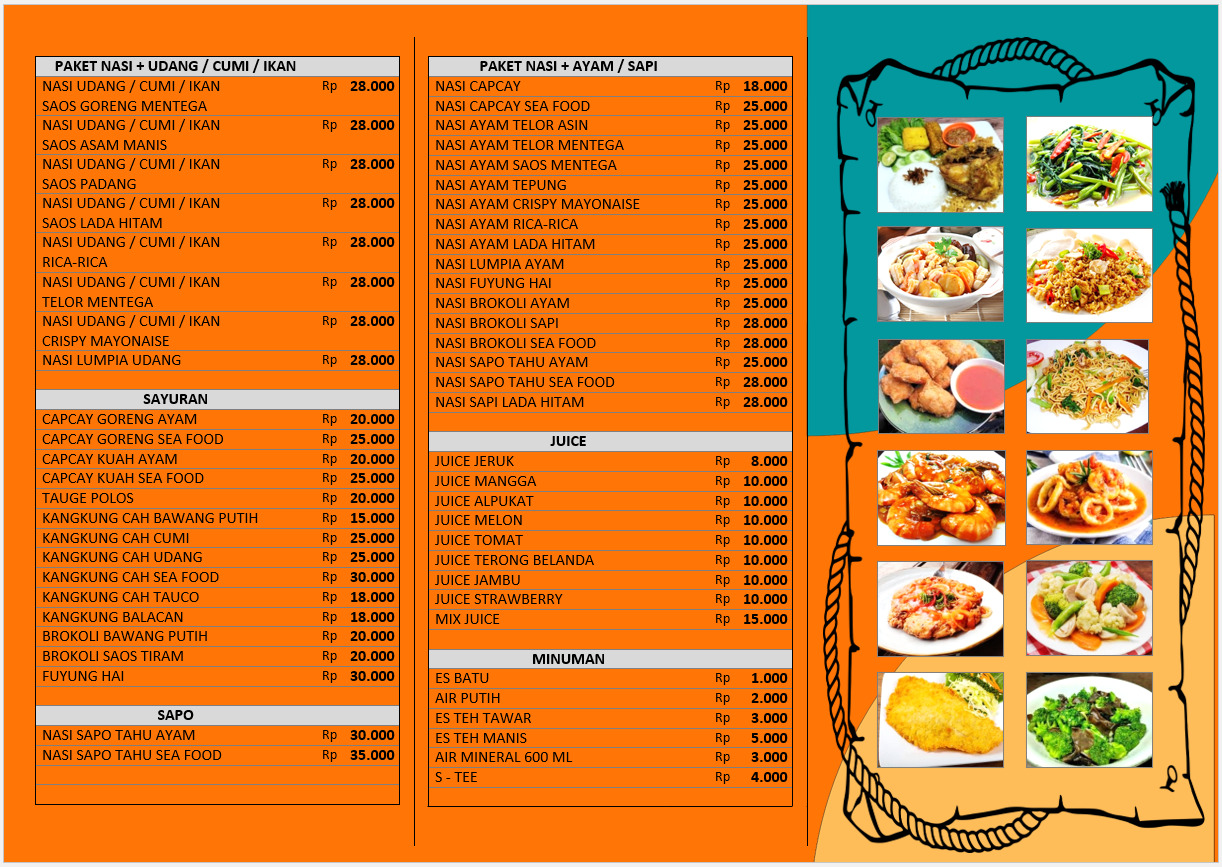 PAKET NASI + UDANG / CUMI / IKAN
NASI UDANG / CUMI / IKAN Rp 28.000
SAOS GORENG MENTEGA
NASI UDANG / CUMI / IKAN Rp 28.000
SAOS ASAM MANIS
NASI UDANG / CUMI / IKAN Rp 28.000
SAOS PADANG
NASI UDANG / CUMI / IKAN Rp 28.000
SAOS LADA HITAM
NASI UDANG / CUMI / IKAN Rp 28.000
RICA-RICA
NASI UDANG / CUMI / IKAN Rp 28.000
TELOR MENTEGA
NASI UDANG / CUMI / IKAN Rp 28.000
CRISPY MAYONAISE
NASI LUMPIA UDANG Rp 28.000
SAYURAN
CAPCAY GORENG AYAM Rp 20.000
CAPCAY GORENG SEA FOOD Rp 25.000
CAPCAY KUAH AYAM Rp 20.000
CAPCAY KUAH SEA FOOD Rp 25.000
TAUGE POLOS Rp 20.000
KANGKUNG CAH BAWANG PUTIH Rp 15.000
KANGKUNG CAH CUMI Rp 25.000
KANGKUNG CAH UDANG Rp 25.000
KANGKUNG CAH SEA FOOD Rp 30.000
KANGKUNG CAH TAUCO Rp 18.000
KANGKUNG BALACAN Rp 18.000
BROKOLI BAWANG PUTIH Rp 20.000
BROKOLI SAOS TIRAM Rp 20.000
FUYUNG HAI Rp 30.000
SAPO
NASI SAPO TAHU AYAM Rp 30.000
NASI SAPO TAHU SEA FOOD Rp 35.000
PAKET NASI + AYAM / SAPI
NASI CAPCAY Rp 18.000
NASI CAPCAY SEA FOOD Rp 25.000
NASI AYAM TELOR ASIN Rp 25.000
NASI AYAM TELOR MENTEGA Rp 25.000
NASI AYAM SAOS MENTEGA Rp 25.000
NASI AYAM TEPUNG Rp 25.000
NASI AYAM CRISPY MAYONAISE Rp 25.000
NASI AYAM RICA-RICA Rp 25.000
NASI AYAM LADA HITAM Rp 25.000
NASI LUMPIA AYAM Rp 25.000
NASI FUYUNG HAI Rp 25.000
NASI BROKOLI AYAM Rp 25.000
NASI BROKOLI SAPI Rp 28.000
NASI BROKOLI SEA FOOD Rp 28.000
NASI SAPO TAHU AYAM Rp 25.000
NASI SAPO TAHU SEA FOOD Rp 28.000
NASI SAPI LADA HITAM Rp 28.000
JUICE
JUICE JERUK Rp 8.000
JUICE MANGGA Rp 10.000
JUICE ALPUKAT Rp 10.000
JUICE MELON Rp 10.000
JUICE TOMAT Rp 10.000
JUICE TERONG BELANDA Rp 10.000
JUICE JAMBU Rp 10.000
JUICE STRAWBERRY Rp 10.000
MIX JUICE Rp 15.000
MINUMAN
ES BATU Rp 1.000
AIR PUTIH Rp 2.000
ES TEH TAWAR Rp 3.000
ES TEH MANIS Rp 5.000
AIR MINERAL 600 ML Rp 3.000
S - TEE Rp 4.000